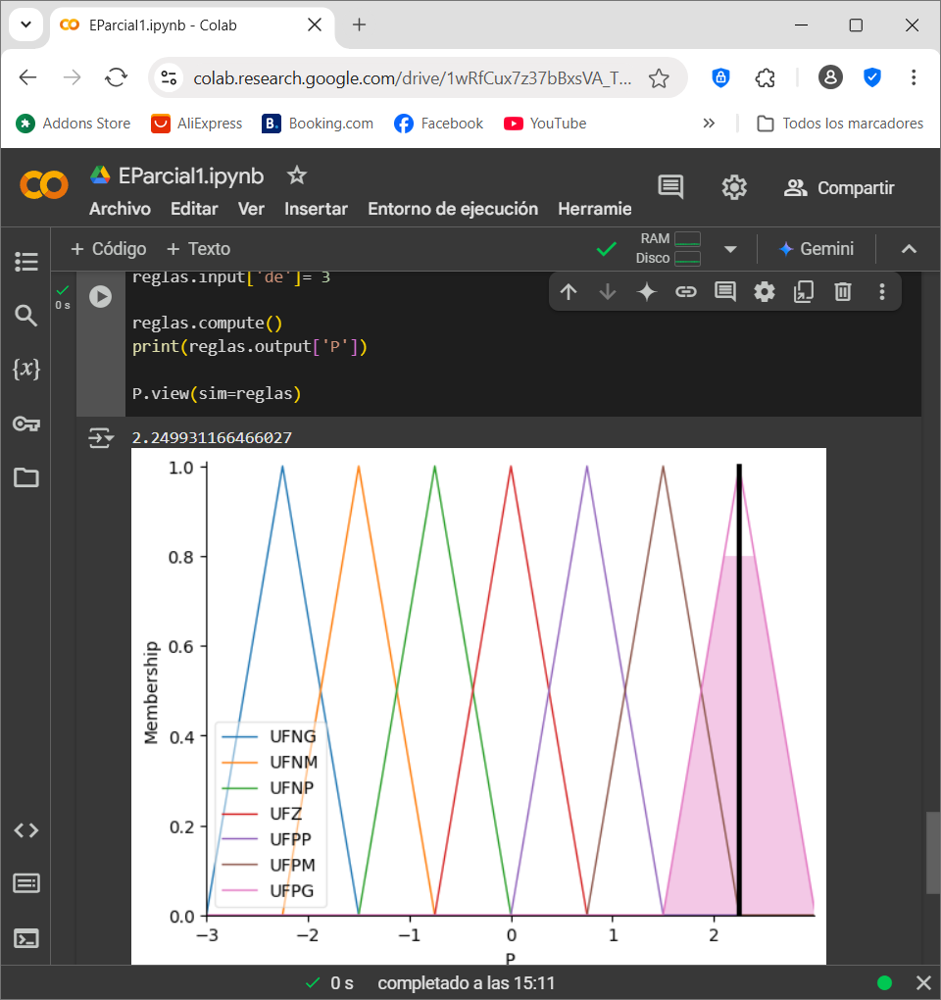 EParcial1.ipynb - Colab
colab.research.google.com/drive/1wRfCux7z37bBxsVA_T...
Addons Store
AliExpress
B.
Booking.com
Facebook
YouTube
Todos los marcadores
EParcial1.ipynb
Compartir
Archivo Editar Ver Insertar Entorno de ejecución Herramie
+ Código + Texto
RAM
Disco
Gemini
0 s
reglas.input['de']= 3
reglas.compute()
print(reglas.output['P'])
P.view(sim=reglas)
{x}
2.249931166466027
1.0
0.8
0.6
0.4
0.2
0.0
Membership
UFNG
UFNM
UFNP
UFZ
UFPP
UFPM
UFPG
−3 −2 −1 0 1 2
P
0 s completado a las 15:11